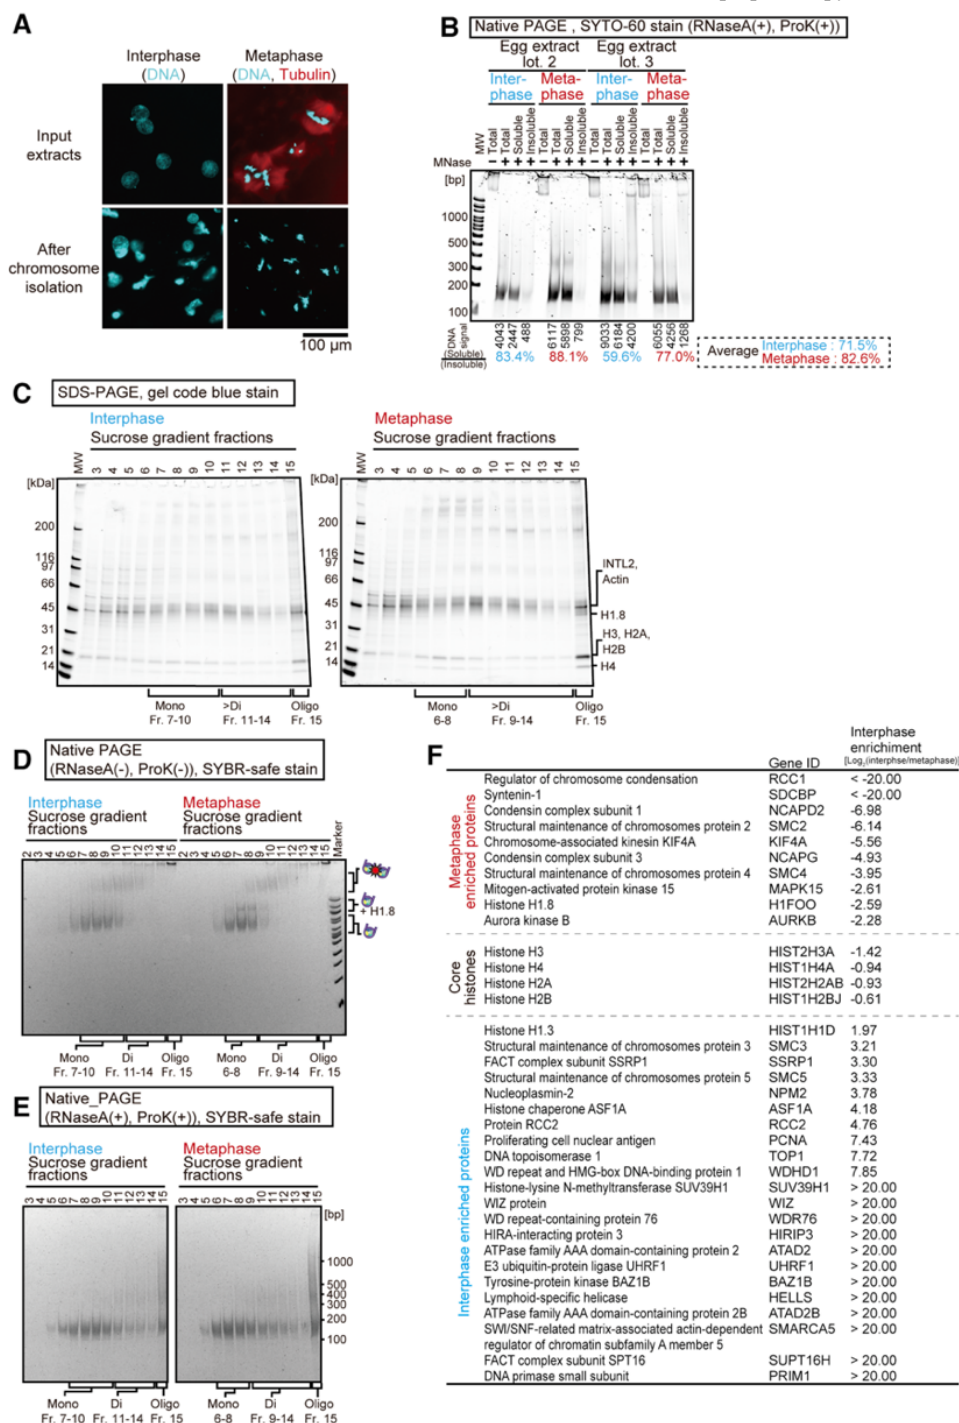 A
Interphase
(DNA)
Metaphase
(DNA, Tubulin)
Input
extracts
After
chromosome
isolation
100 µm
B
Native PAGE , SYTO-60 stain (RNaseA(+), ProK(+))
Egg extract
lot. 2
Egg extract
lot. 3
Inter-
phase
Meta-
phase
Inter-
phase
Meta-
phase
MW
Total
Total
Soluble
Insoluble
Total
Total
Soluble
Insoluble
Total
Total
Soluble
Insoluble
Total
Total
Soluble
Insoluble
MNase - + + + - + + + - + + + - + + +
[bp]
1000
500
300
200
100
DNA
signal
4043
2447
488
6117
5898
799
9033
6184
4200
6055
4256
1268
(Soluble)
(Insoluble)
83.4% 88.1% 59.6% 77.0%
Average
Interphase : 71.5%
Metaphase : 82.6%
C
SDS-PAGE, gel code blue stain
Interphase
Sucrose gradient fractions
MW 3 4 5 6 7 8 9 10 11 12 13 14 15
[kDa]
200
116
97
66
45
31
21
14
Mono
Fr. 7-10
>Di
Fr. 11-14
Oligo
Fr. 15
Metaphase
Sucrose gradient fractions
MW 3 4 5 6 7 8 9 10 11 12 13 14 15
[kDa]
200
116
97
66
45
31
21
14
INTL2,
Actin
H1.8
H3, H2A,
H2B
H4
Mono
6-8
>Di
Fr. 9-14
Oligo
Fr. 15
D
Native PAGE
(RNaseA(-), ProK(-)), SYBR-safe stain
Interphase
Sucrose gradient
fractions
Metaphase
Sucrose gradient
fractions
2 3 4 5 6 7 8 9 10 11 12 13 14 15
2 3 4 5 6 7 8 9 10 11 12 13 14 15
Marker
+ H1.8
Mono
Fr. 7-10
Di
Fr. 11-14
Oligo
Fr. 15
Mono
6-8
Di
Fr. 9-14
Oligo
Fr. 15
E
Native_PAGE
(RNaseA(+), ProK(+)), SYBR-safe stain
Interphase
Sucrose gradient
fractions
Metaphase
Sucrose gradient
fractions
3 4 5 6 7 8 9 10 11 12 13 14 15
3 4 5 6 7 8 9 10 11 12 13 14 15
[bp]
1000
500
400
300
200
100
Mono
Fr. 7-10
Di
Fr. 11-14
Oligo
Fr. 15
Mono
6-8
Di
Fr. 9-14
Oligo
Fr. 15
F
Gene ID
Interphase
enrichiment
[Log2(interphse/metaphase)]
Metaphase
enriched proteins
Regulator of chromosome condensation RCC1 < -20.00
Syntenin-1 SDCBP < -20.00
Condensin complex subunit 1 NCAPD2 -6.98
Structural maintenance of chromosomes protein 2 SMC2 -6.14
Chromosome-associated kinesin KIF4A KIF4A -5.56
Condensin complex subunit 3 NCAPG -4.93
Structural maintenance of chromosomes protein 4 SMC4 -3.95
Mitogen-activated protein kinase 15 MAPK15 -2.61
Histone H1.8 H1FOO -2.59
Aurora kinase B AURKB -2.28
Core
histones
Histone H3 HIST2H3A -1.42
Histone H4 HIST1H4A -0.94
Histone H2A HIST2H2AB -0.93
Histone H2B HIST1H2BJ -0.61
Interphase enriched proteins
Histone H1.3 HIST1H1D 1.97
Structural maintenance of chromosomes protein 3 SMC3 3.21
FACT complex subunit SSRP1 SSRP1 3.30
Structural maintenance of chromosomes protein 5 SMC5 3.33
Nucleoplasmin-2 NPM2 3.78
Histone chaperone ASF1A ASF1A 4.18
Protein RCC2 RCC2 4.76
Proliferating cell nuclear antigen PCNA 7.43
DNA topoisomerase 1 TOP1 7.72
WD repeat and HMG-box DNA-binding protein 1 WDHD1 7.85
Histone-lysine N-methyltransferase SUV39H1 SUV39H1 > 20.00
WIZ protein WIZ > 20.00
WD repeat-containing protein 76 WDR76 > 20.00
HIRA-interacting protein 3 HIRIP3 > 20.00
ATPase family AAA domain-containing protein 2 ATAD2 > 20.00
E3 ubiquitin-protein ligase UHRF1 UHRF1 > 20.00
Tyrosine-protein kinase BAZ1B BAZ1B > 20.00
Lymphoid-specific helicase HELLS > 20.00
ATPase family AAA domain-containing protein 2B ATAD2B > 20.00
SWI/SNF-related matrix-associated actin-dependent SMARCA5 > 20.00
regulator of chromatin subfamily A member 5
FACT complex subunit SPT16 SUPT16H > 20.00
DNA primase small subunit PRIM1 > 20.00